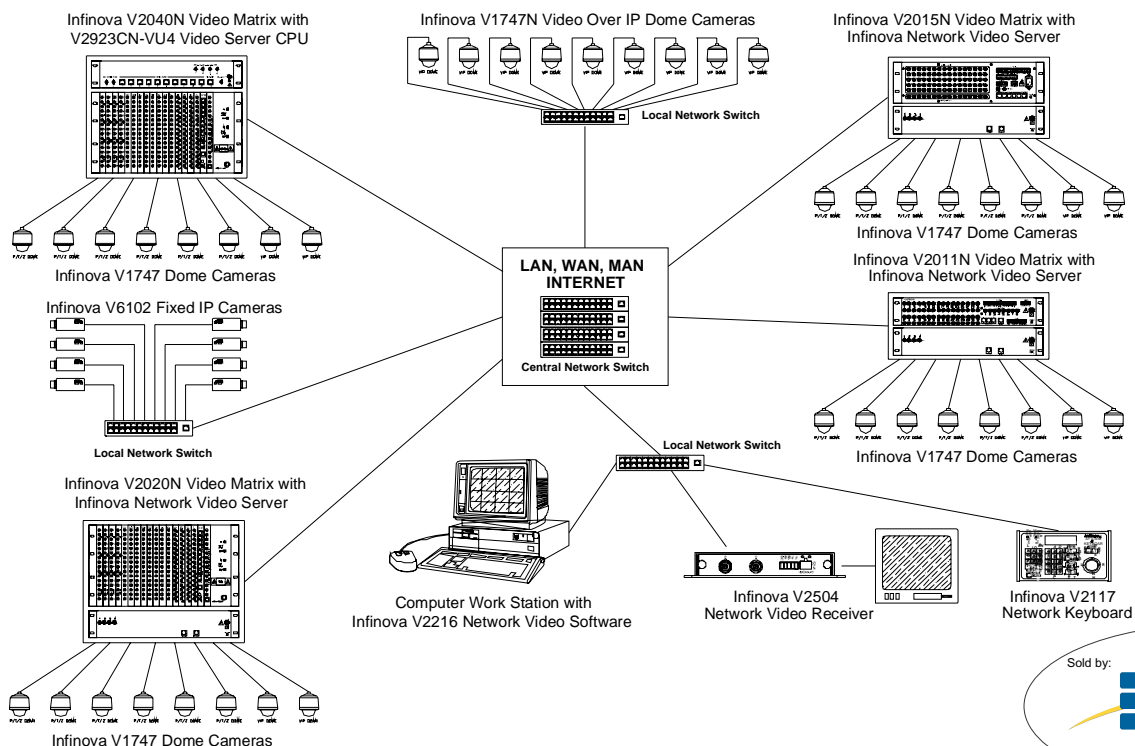 Infinova V2040N Video Matrix with
V2923CN-VU4 Video Server CPU
Infinova V1747N Video Over IP Dome Cameras
Infinova V2015N Video Matrix with
Infinova Network Video Server
Local Network Switch
Infinova V1747 Dome Cameras
Infinova V1747 Dome Cameras
LAN, WAN, MAN
INTERNET
Central Network Switch
Infinova V2011N Video Matrix with
Infinova Network Video Server
Infinova V6102 Fixed IP Cameras
Local Network Switch
Local Network Switch
Infinova V1747 Dome Cameras
Infinova V2020N Video Matrix with
Infinova Network Video Server
Computer Work Station with
Infinova V2216 Network Video Software
Infinova V2504
Network Video Receiver
Infinova V2117
Network Keyboard
Sold by:
Infinova V1747 Dome Cameras